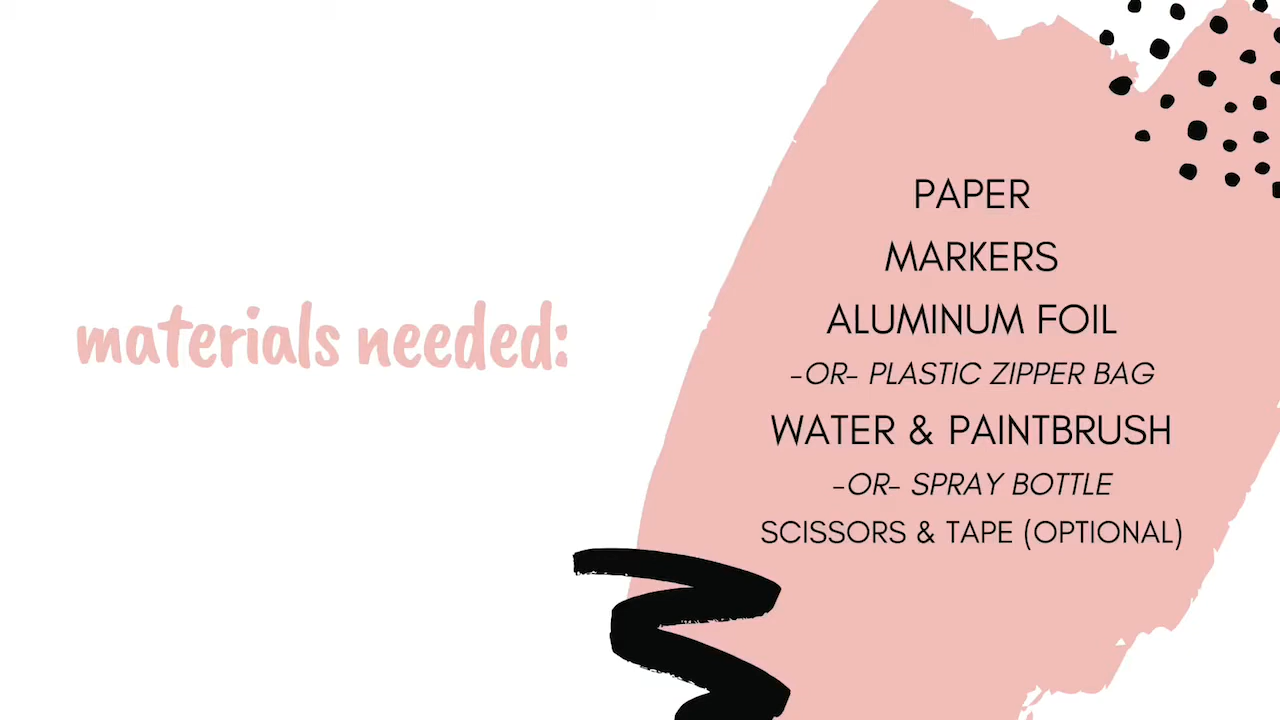 materials needed:
PAPER
MARKERS
ALUMINUM FOIL
-OR- PLASTIC ZIPPER BAG
WATER & PAINTBRUSH
-OR- SPRAY BOTTLE
SCISSORS & TAPE (OPTIONAL)